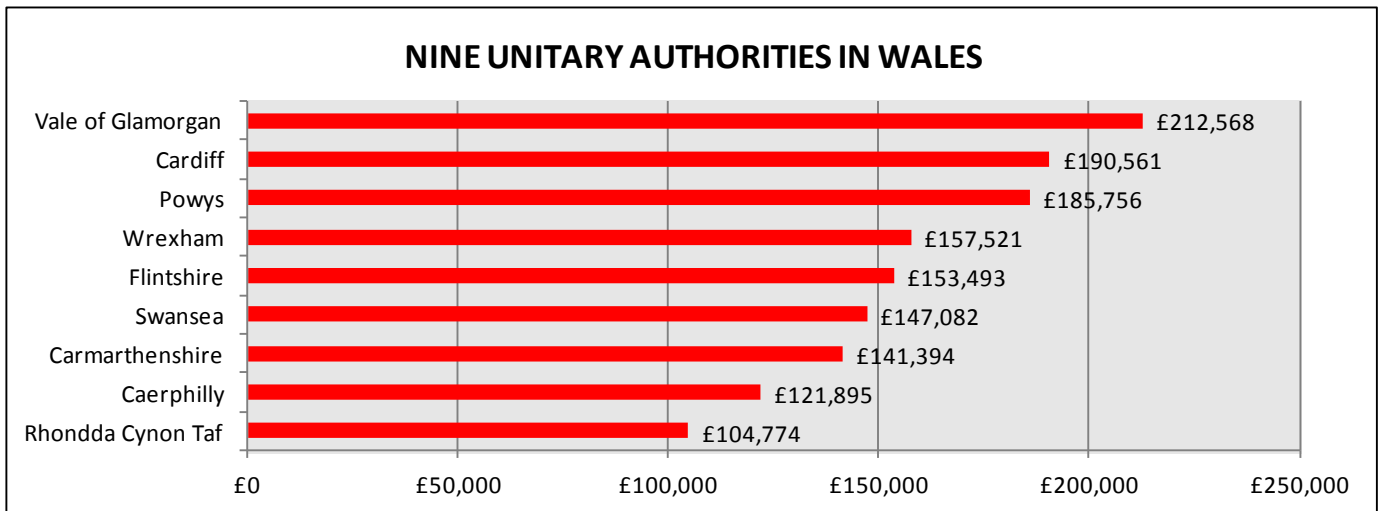 NINE UNITARY AUTHORITIES IN WALES
Vale of Glamorgan £212,568
Cardiff £190,561
Powys £185,756
Wrexham £157,521
Flintshire £153,493
Swansea £147,082
Carmarthenshire £141,394
Caerphilly £121,895
Rhondda Cynon Taf £104,774
£0 £50,000 £100,000 £150,000 £200,000 £250,000